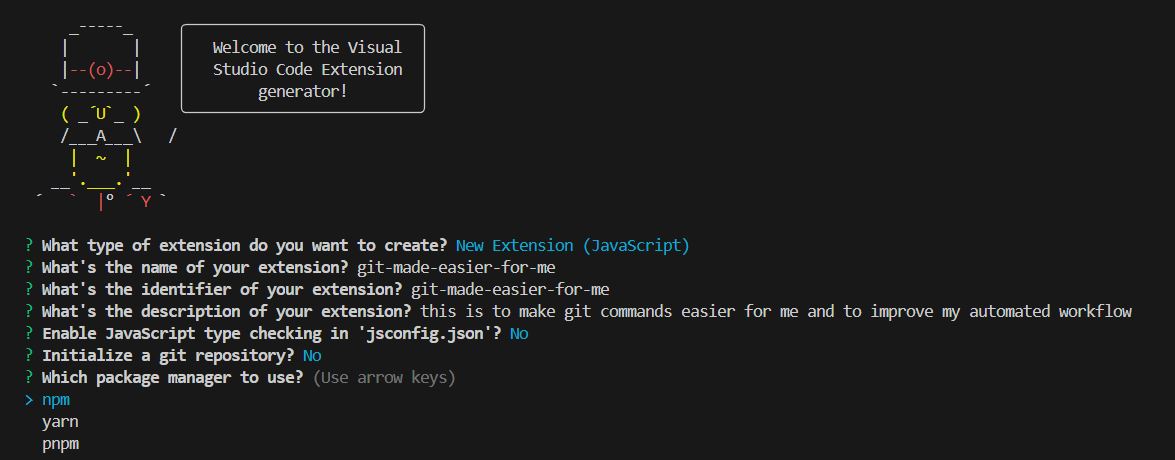 Welcome to the Visual
Studio Code Extension
generator!
? What type of extension do you want to create? New Extension (JavaScript)
? What's the name of your extension? git-made-easier-for-me
? What's the identifier of your extension? git-made-easier-for-me
? What's the description of your extension? this is to make git commands easier for me and to improve my automated workflow
? Enable JavaScript type checking in 'jsconfig.json'? No
? Initialize a git repository? No
? Which package manager to use? (Use arrow keys)
> npm
yarn
pnpm